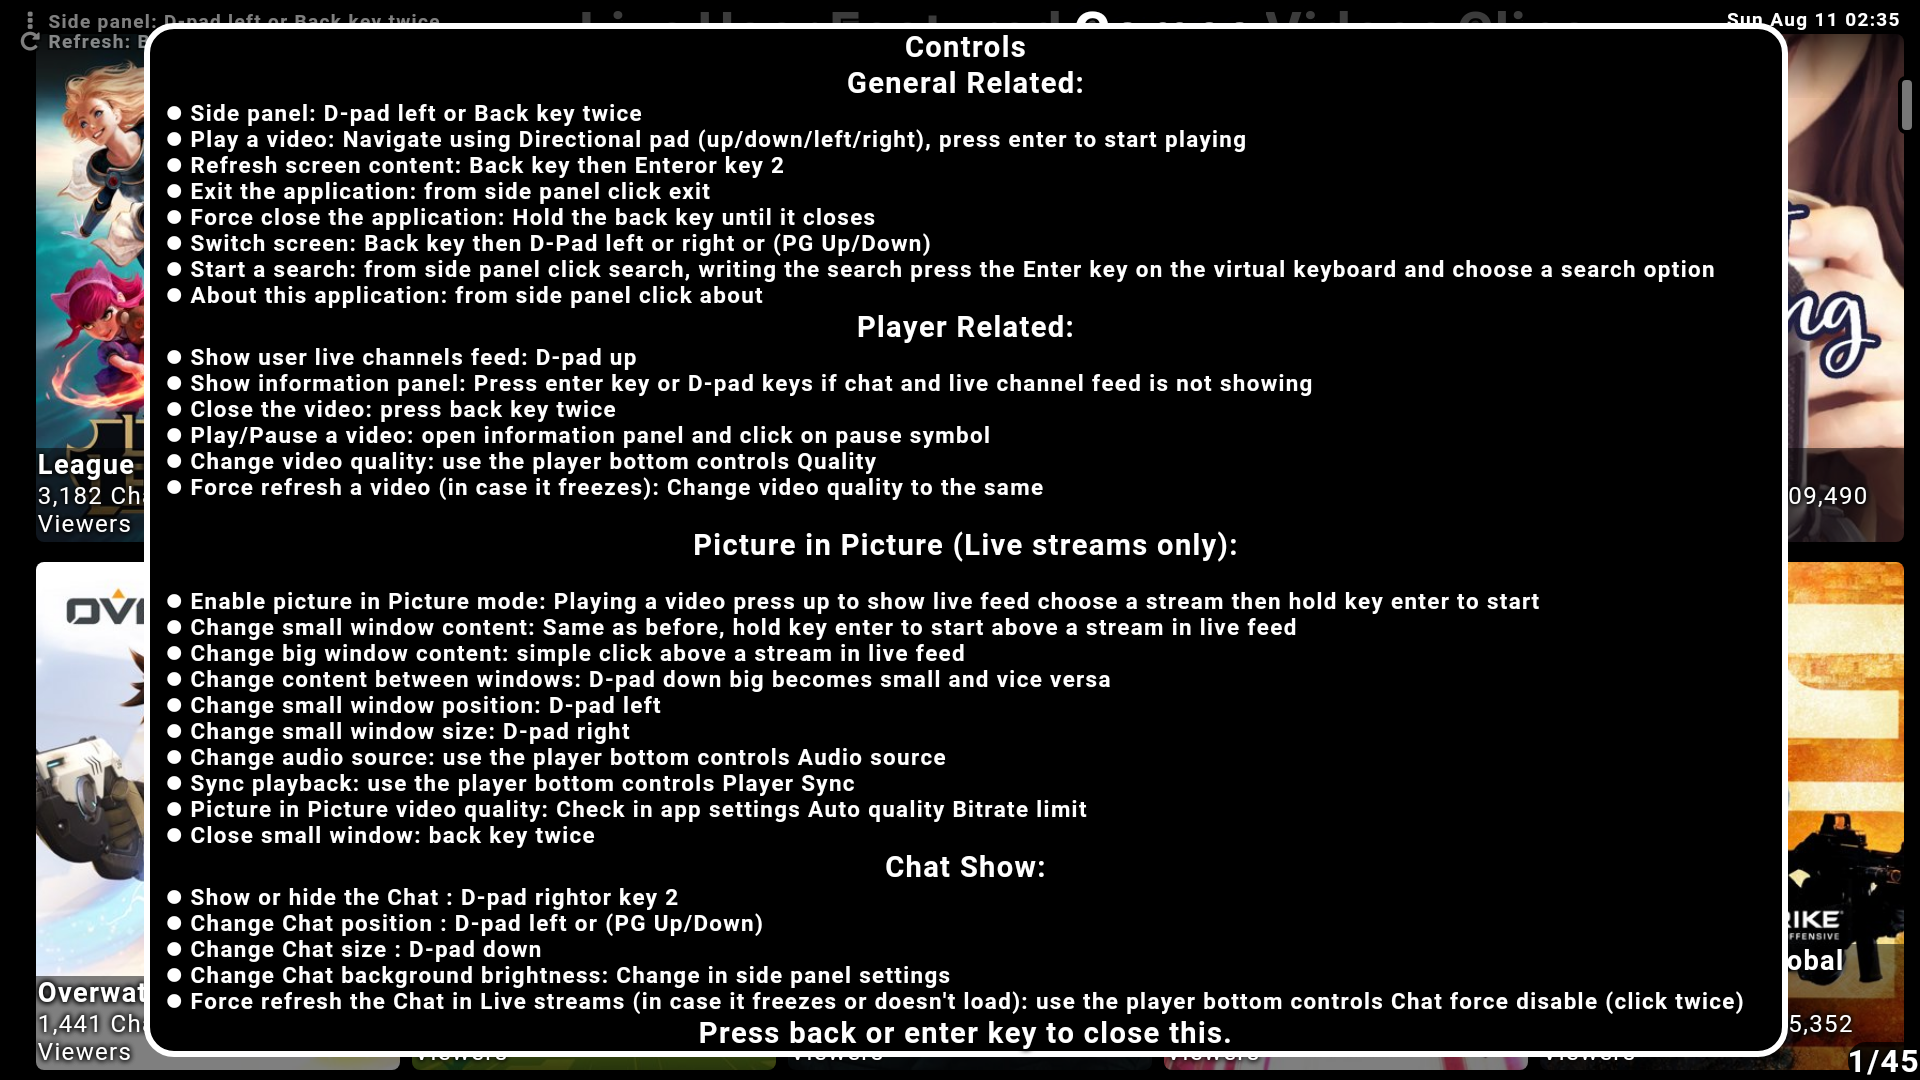 Side panel: D-pad left or Back key twice
Sun Aug 11 02:35
Refresh: B
Controls
General Related:
● Side panel: D-pad left or Back key twice
● Play a video: Navigate using Directional pad (up/down/left/right), press enter to start playing
● Refresh screen content: Back key then Enteror key 2
● Exit the application: from side panel click exit
● Force close the application: Hold the back key until it closes
● Switch screen: Back key then D-Pad left or right or (PG Up/Down)
● Start a search: from side panel click search, writing the search press the Enter key on the virtual keyboard and choose a search option
● About this application: from side panel click about
Player Related:
● Show user live channels feed: D-pad up
● Show information panel: Press enter key or D-pad keys if chat and live channel feed is not showing
● Close the video: press back key twice
● Play/Pause a video: open information panel and click on pause symbol
● Change video quality: use the player bottom controls Quality
● Force refresh a video (in case it freezes): Change video quality to the same
Picture in Picture (Live streams only):
● Enable picture in Picture mode: Playing a video press up to show live feed choose a stream then hold key enter to start
● Change small window content: Same as before, hold key enter to start above a stream in live feed
● Change big window content: simple click above a stream in live feed
● Change content between windows: D-pad down big becomes small and vice versa
● Change small window position: D-pad left
● Change small window size: D-pad right
● Change audio source: use the player bottom controls Audio source
● Sync playback: use the player bottom controls Player Sync
● Picture in Picture video quality: Check in app settings Auto quality Bitrate limit
● Close small window: back key twice
Chat Show:
● Show or hide the Chat : D-pad rightor key 2
● Change Chat position : D-pad left or (PG Up/Down)
● Change Chat size : D-pad down
● Change Chat background brightness: Change in side panel settings
● Force refresh the Chat in Live streams (in case it freezes or doesn't load): use the player bottom controls Chat force disable (click twice)
Press back or enter key to close this.
League
3,182 Cha
Viewers
09,490
ng
OV
Overwat
1,441 Cha
Viewers
RIKE
FFENSIVE
obal
5,352
Viewers
Viewers
Viewers
Viewers
1/45